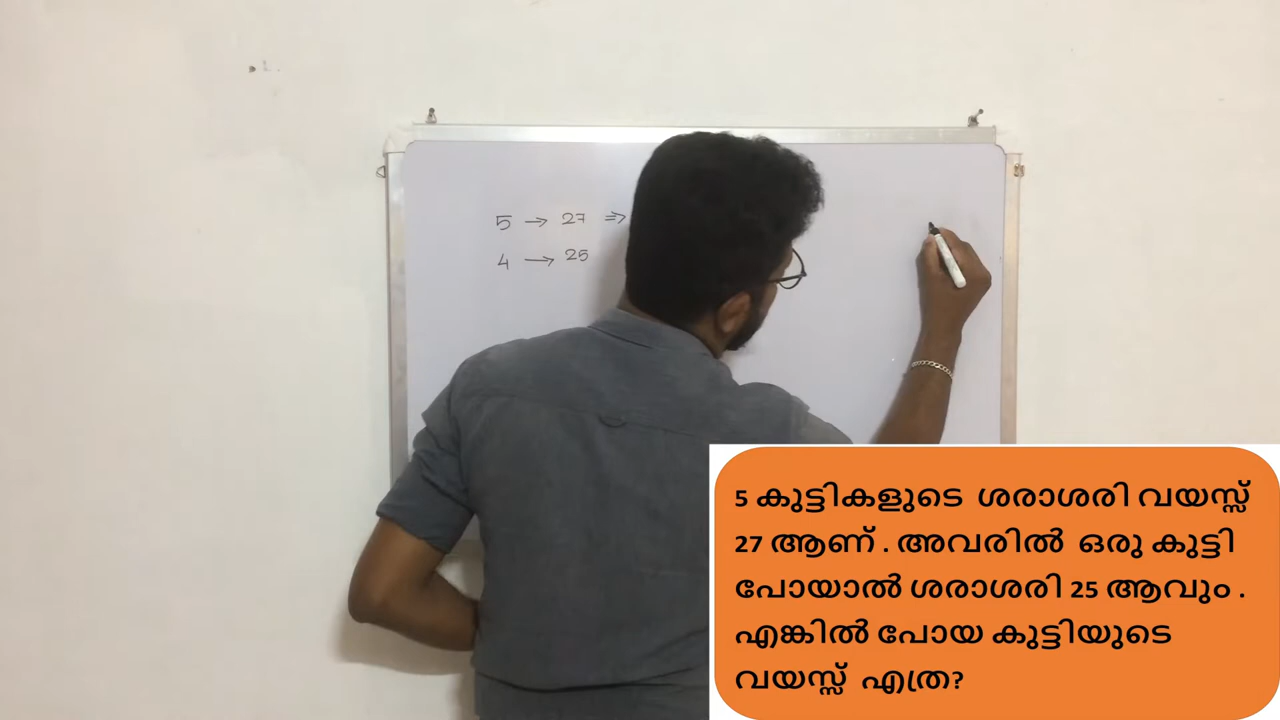 5 → 27 ⇒
4 → 25
5 കുട്ടികളുടെ ശരാശരി വയസ്സ്
27 ആണ് . അവരിൽ ഒരു കുട്ടി
പോയാൽ ശരാശരി 25 ആവും .
എങ്കിൽ പോയ കുട്ടിയുടെ
വയസ്സ് എത്ര?